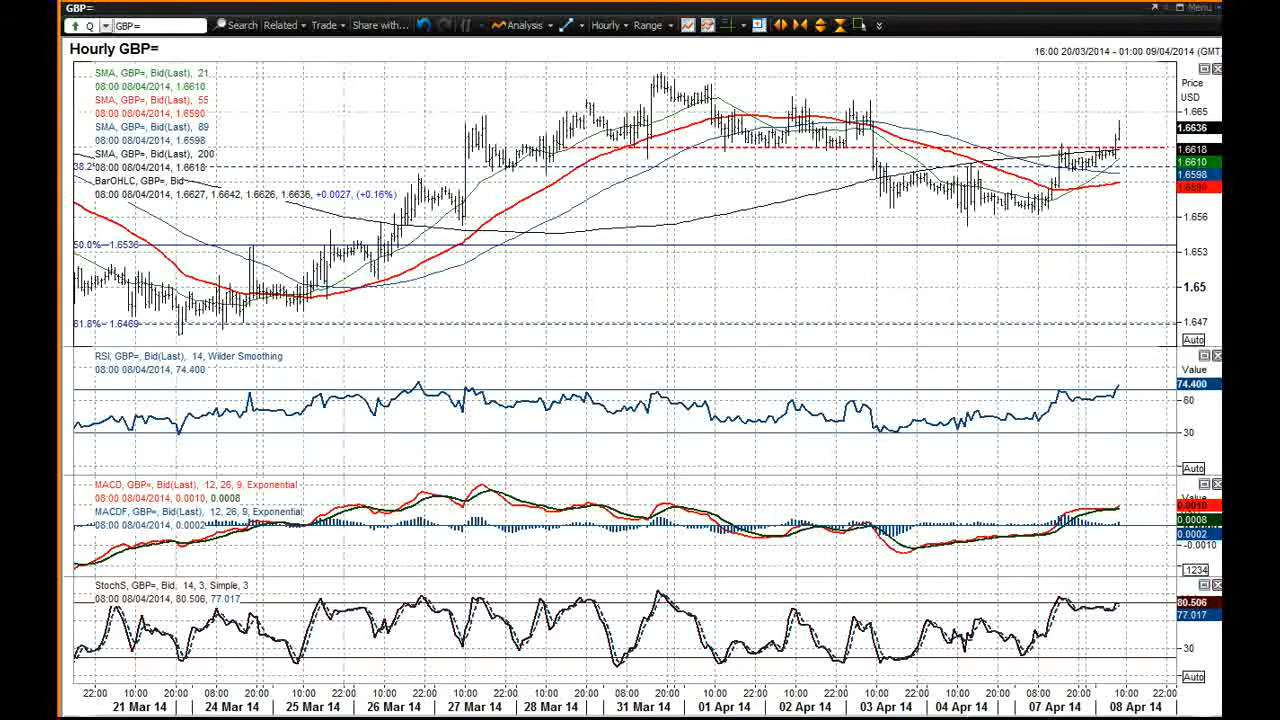 GBP=
Menu
Q GBP= Search Related Trade Share with... Analysis Hourly Range
Hourly GBP=
16:00 20/03/2014 - 01:00 09/04/2014 (GMT)
SMA, GBP=, Bid(Last), 21
08:00 08/04/2014, 1.6610
SMA, GBP=, Bid(Last), 55
08:00 08/04/2014, 1.6590
SMA, GBP=, Bid(Last), 89
08:00 08/04/2014, 1.6598
SMA, GBP=, Bid(Last), 200
38.2%
08:00 08/04/2014, 1.6618
BarOHLC, GBP=, Bid
08:00 08/04/2014, 1.6627, 1.6642, 1.6626, 1.6636, +0.0027, (+0.16%)
50.0% 1.6536
61.8% 1.6469
Price
USD
1.665
1.6636
1.6618
1.6610
1.6598
1.6590
1.656
1.653
1.65
1.647
Auto
RSI, GBP=, Bid(Last), 14, Wilder Smoothing
08:00 08/04/2014, 74.400
Value
74.400
60
30
Auto
MACD, GBP=, Bid(Last), 12, 26, 9, Exponential
08:00 08/04/2014, 0.0010, 0.0008
MACDF, GBP=, Bid(Last), 12, 26, 9, Exponential
08:00 08/04/2014, 0.0002
Value
0.0010
0.0008
0.0002
-0.0010
.1234
StochS, GBP=, Bid, 14, 3, Simple, 3
08:00 08/04/2014, 80.506, 77.017
80.506
77.017
30
Auto
22:00 10:00 20:00 08:00 20:00 10:00 22:00 10:00 22:00 10:00 20:00 08:00 20:00 10:00 22:00 10:00 22:00 10:00 22:00 10:00 22:00 10:00 20:00 08:00 20:00 10:00 22:00
21 Mar 14 24 Mar 14 25 Mar 14 26 Mar 14 27 Mar 14 28 Mar 14 31 Mar 14 01 Apr 14 02 Apr 14 03 Apr 14 04 Apr 14 07 Apr 14 08 Apr 14